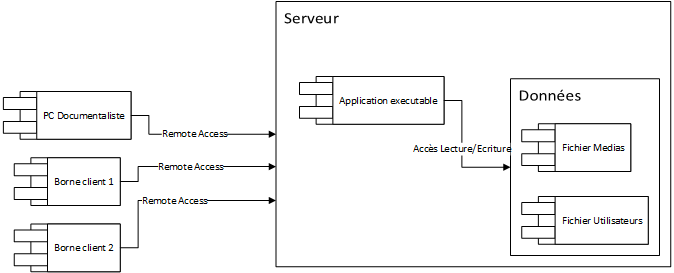 Serveur
Données
PC Documentaliste
Application executable
Remote Access
Accès Lecture/Ecriture
Fichier Medias
Borne client 1
Remote Access
Remote Access
Borne client 2
Fichier Utilisateurs